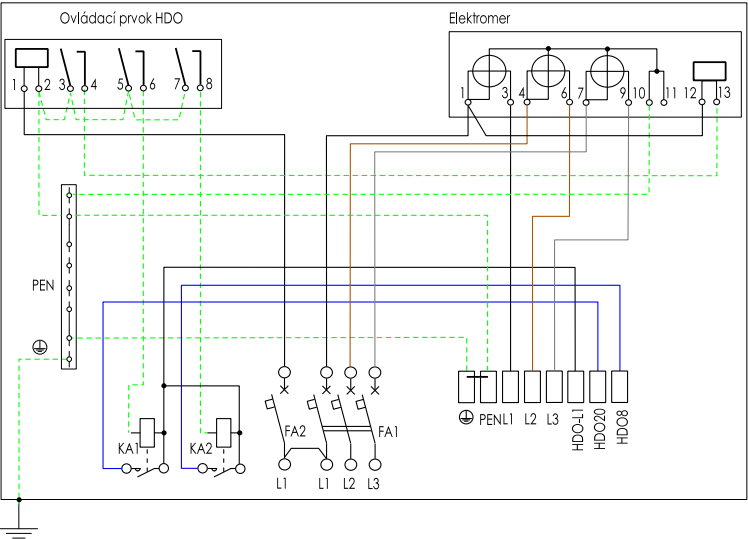 Ovládací prvok HDO
Elektromer
1 2 3 4 5 6 7 8
1 3 4 6 7 9 10 11 12 13
PEN
KA1
KA2
FA2
FA1
L1
L1
L2
L3
PEN
L1
L2
L3
HDO-L1
HDO20
HDO8